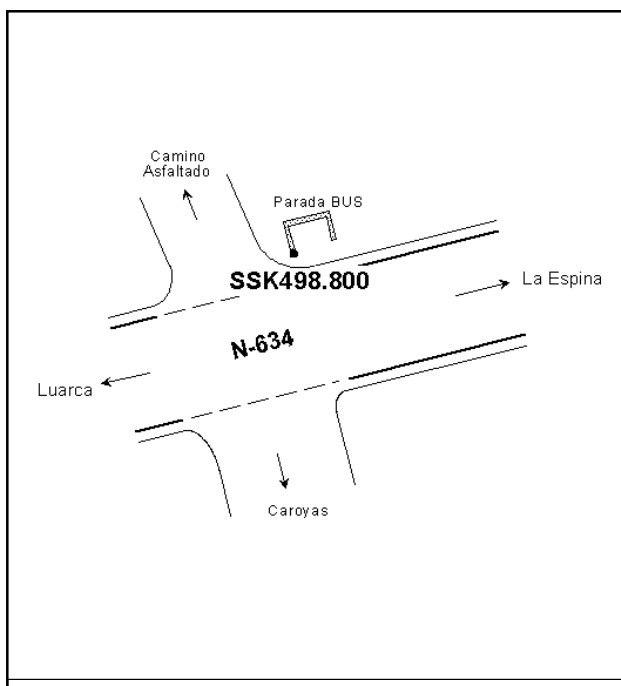 Camino
Asfaltado
Parada BUS
SSK498.800
La Espina
N-634
Luarca
Caroyas